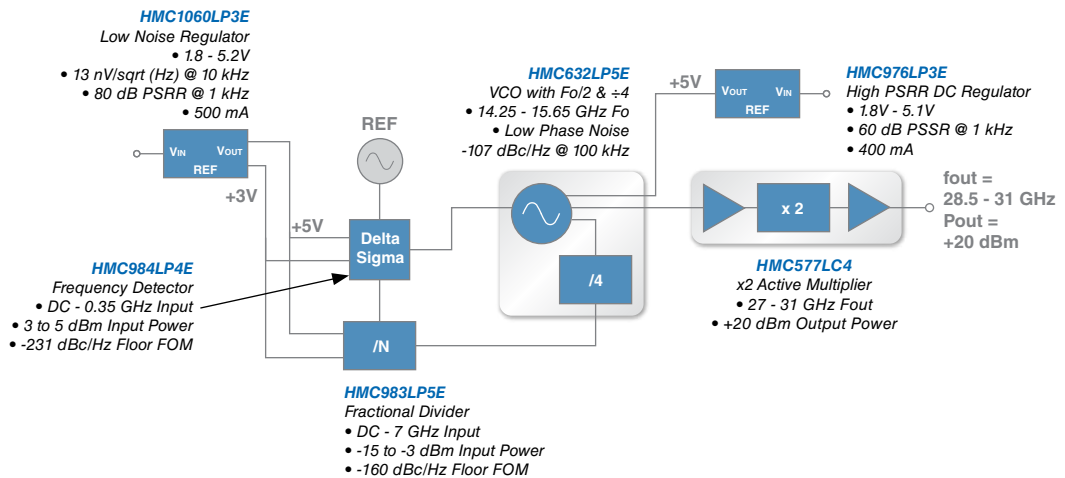 HMC1060LP3E
Low Noise Regulator
• 1.8 - 5.2V
• 13 nV/sqrt (Hz) @ 10 kHz
• 80 dB PSRR @ 1 kHz
• 500 mA
VIN
VOUT
REF
+3V
+5V
REF
Delta
Sigma
HMC984LP4E
Frequency Detector
• DC - 0.35 GHz Input
• 3 to 5 dBm Input Power
• -231 dBc/Hz Floor FOM
/N
HMC983LP5E
Fractional Divider
• DC - 7 GHz Input
• -15 to -3 dBm Input Power
• -160 dBc/Hz Floor FOM
HMC632LP5E
VCO with Fo/2 & ÷4
• 14.25 - 15.65 GHz Fo
• Low Phase Noise
-107 dBc/Hz @ 100 kHz
/4
+5V
VOUT
VIN
REF
HMC976LP3E
High PSRR DC Regulator
• 1.8V - 5.1V
• 60 dB PSSR @ 1 kHz
• 400 mA
x 2
HMC577LC4
x2 Active Multiplier
• 27 - 31 GHz Fout
• +20 dBm Output Power
fout =
28.5 - 31 GHz
Pout =
+20 dBm